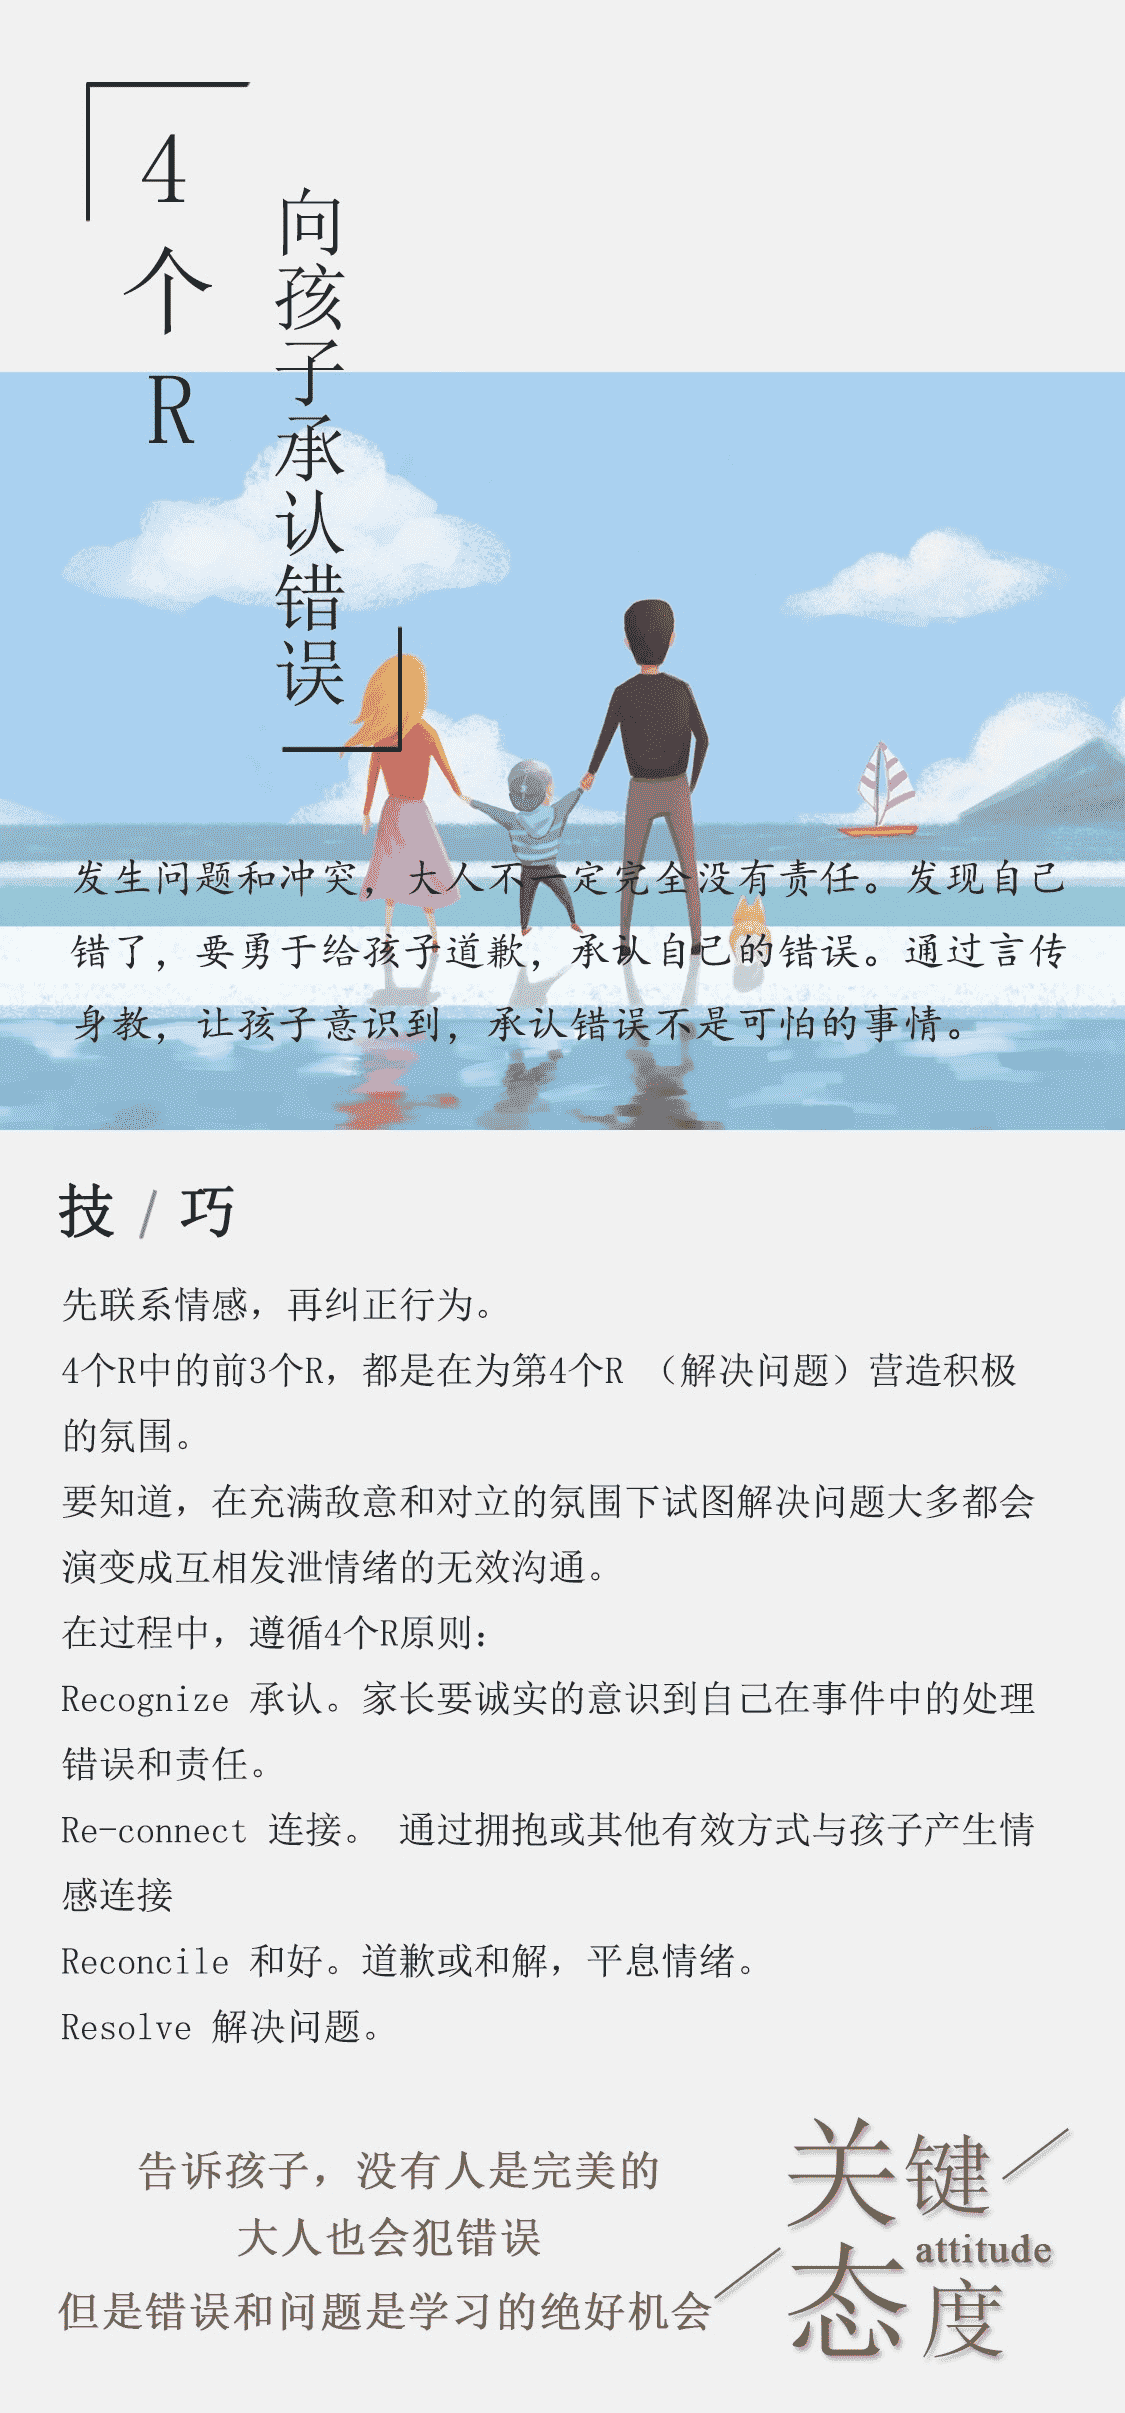 4个R
向孩子承认错误
发生问题和冲突，大人不一定完全没有责任。发现自己
错了，要勇于给孩子道歉，承认自己的错误。通过言传
身教，让孩子意识到，承认错误不是可怕的事情。
技/巧
先联系情感，再纠正行为。
4个R中的前3个R，都是在为第4个R （解决问题）营造积极
的氛围。
要知道，在充满敌意和对立的氛围下试图解决问题大多都会
演变成互相发泄情绪的无效沟通。
在过程中，遵循4个R原则：
Recognize 承认。家长要诚实的意识到自己在事件中的处理
错误和责任。
Re-connect 连接。 通过拥抱或其他有效方式与孩子产生情
感连接
Reconcile 和好。道歉或和解，平息情绪。
Resolve 解决问题。
告诉孩子，没有人是完美的
大人也会犯错误
但是错误和问题是学习的绝好机会
关键
attitude
态度